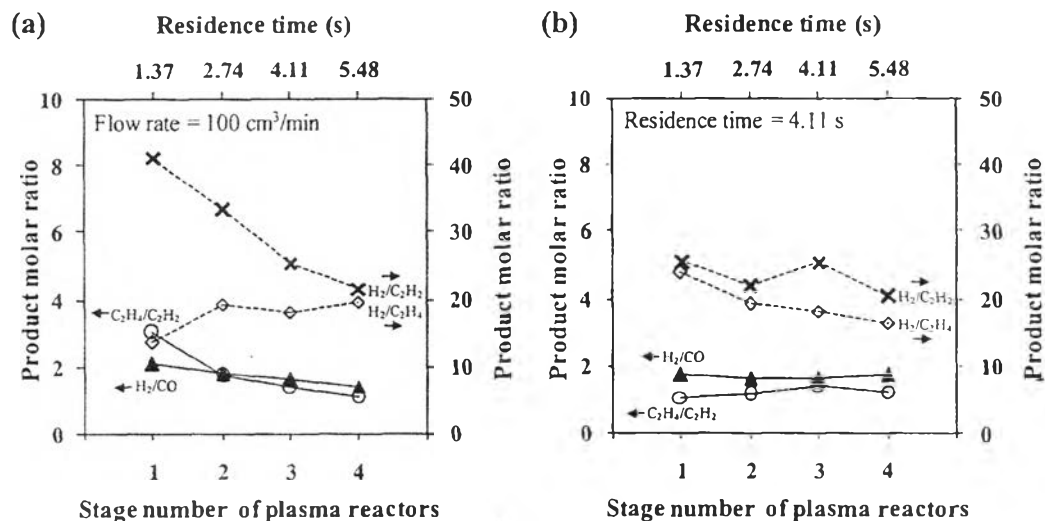 (a)
Residence time (s)
1.37 2.74 4.11 5.48
10 50
Flow rate = 100 cm³/min
8 40
6 30
4 20
2 10
0 0
H₂/C₂H₂
H₂/C₂H₄
C₂H₄/C₂H₂
H₂/CO
Product molar ratio
Product molar ratio
1 2 3 4
Stage number of plasma reactors
(b)
Residence time (s)
1.37 2.74 4.11 5.48
10 50
Residence time = 4.11 s
8 40
6 30
4 20
2 10
0 0
H₂/C₂H₂
H₂/C₂H₄
H₂/CO
C₂H₄/C₂H₂
Product molar ratio
Product molar ratio
1 2 3 4
Stage number of plasma reactors